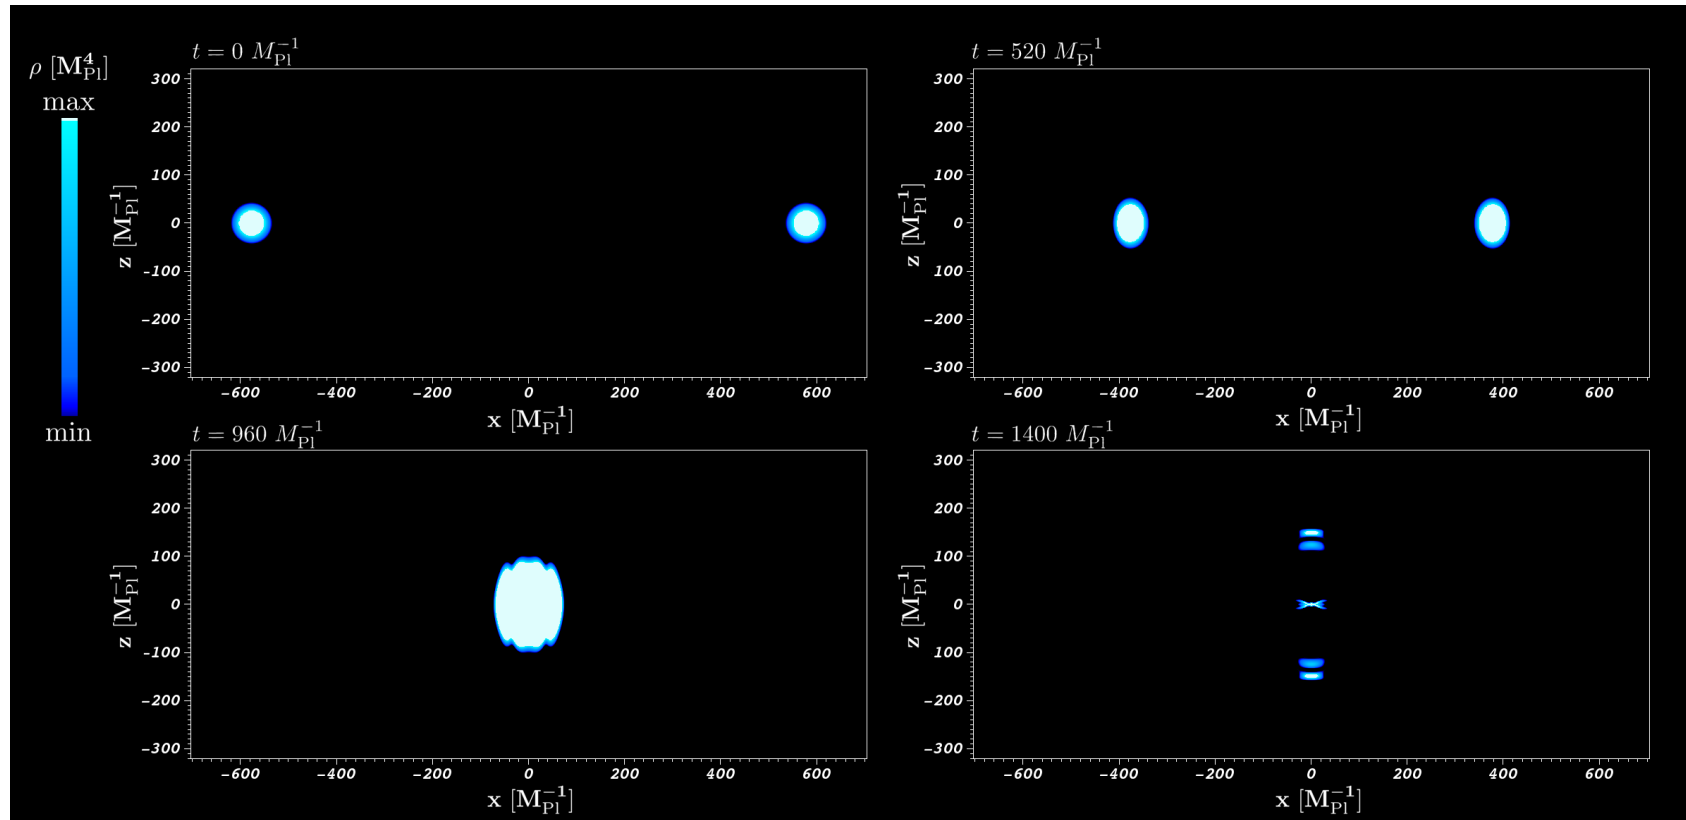 ρ [M_Pl^4]
max
min
t = 0 M_Pl^-1
300
200
100
0
-100
-200
-300
z [M_Pl^-1]
-600 -400 -200 0 200 400 600
x [M_Pl^-1]
t = 520 M_Pl^-1
300
200
100
0
-100
-200
-300
z [M_Pl^-1]
-600 -400 -200 0 200 400 600
x [M_Pl^-1]
t = 960 M_Pl^-1
300
200
100
0
-100
-200
-300
z [M_Pl^-1]
-600 -400 -200 0 200 400 600
x [M_Pl^-1]
t = 1400 M_Pl^-1
300
200
100
0
-100
-200
-300
z [M_Pl^-1]
-600 -400 -200 0 200 400 600
x [M_Pl^-1]